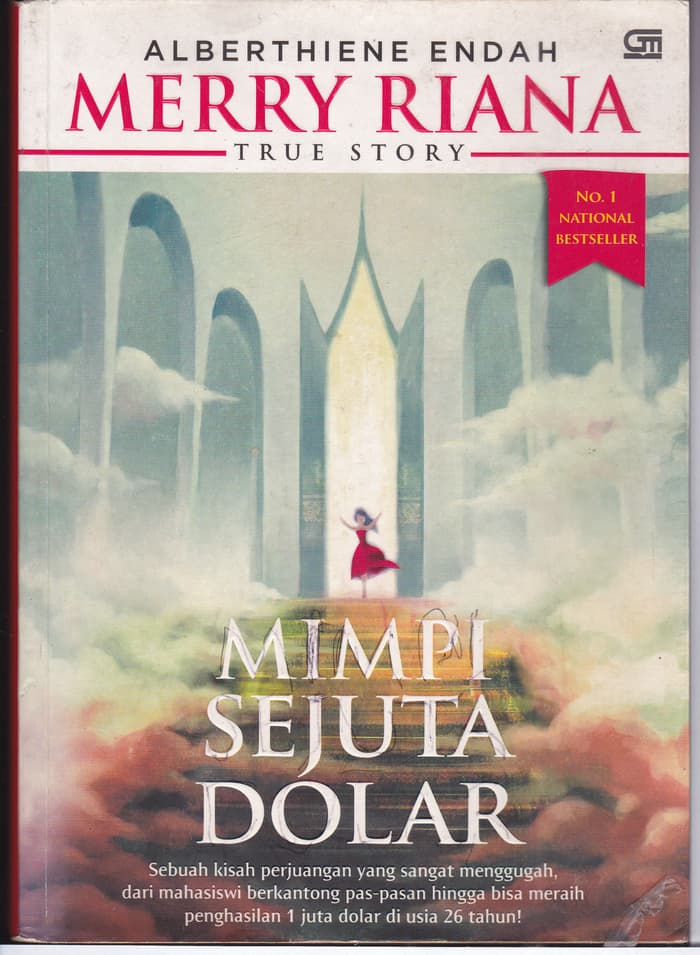 ALBERTHIENE ENDAH
MERRY RIANA
TRUE STORY
No. 1
NATIONAL
BESTSELLER
MIMPI
SEJUTA
DOLAR
Sebuah kisah perjuangan yang sangat menggugah,
dari mahasiswi berkantong pas-pasan hingga bisa meraih
penghasilan 1 juta dolar di usia 26 tahun!